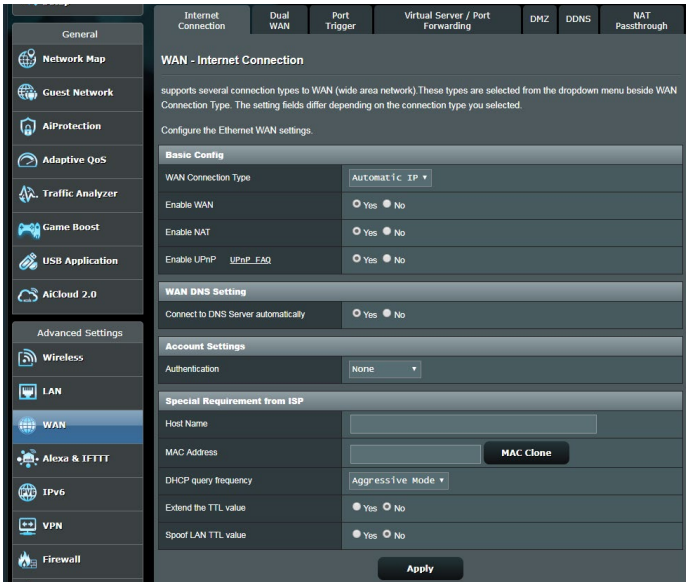 General
Network Map
Guest Network
AiProtection
Adaptive QoS
Traffic Analyzer
Game Boost
USB Application
AiCloud 2.0
Advanced Settings
Wireless
LAN
WAN
Alexa & IFTTT
IPv6
VPN
Firewall
Internet Connection
Dual WAN
Port Trigger
Virtual Server / Port Forwarding
DMZ
DDNS
NAT Passthrough
WAN - Internet Connection
supports several connection types to WAN (wide area network).These types are selected from the dropdown menu beside WAN
Connection Type. The setting fields differ depending on the connection type you selected.
Configure the Ethernet WAN settings.
Basic Config
WAN Connection Type Automatic IP
Enable WAN Yes No
Enable NAT Yes No
Enable UPnP UPnP FAQ Yes No
WAN DNS Setting
Connect to DNS Server automatically Yes No
Account Settings
Authentication None
Special Requirement from ISP
Host Name
MAC Address MAC Clone
DHCP query frequency Aggressive Mode
Extend the TTL value Yes No
Spoof LAN TTL value Yes No
Apply